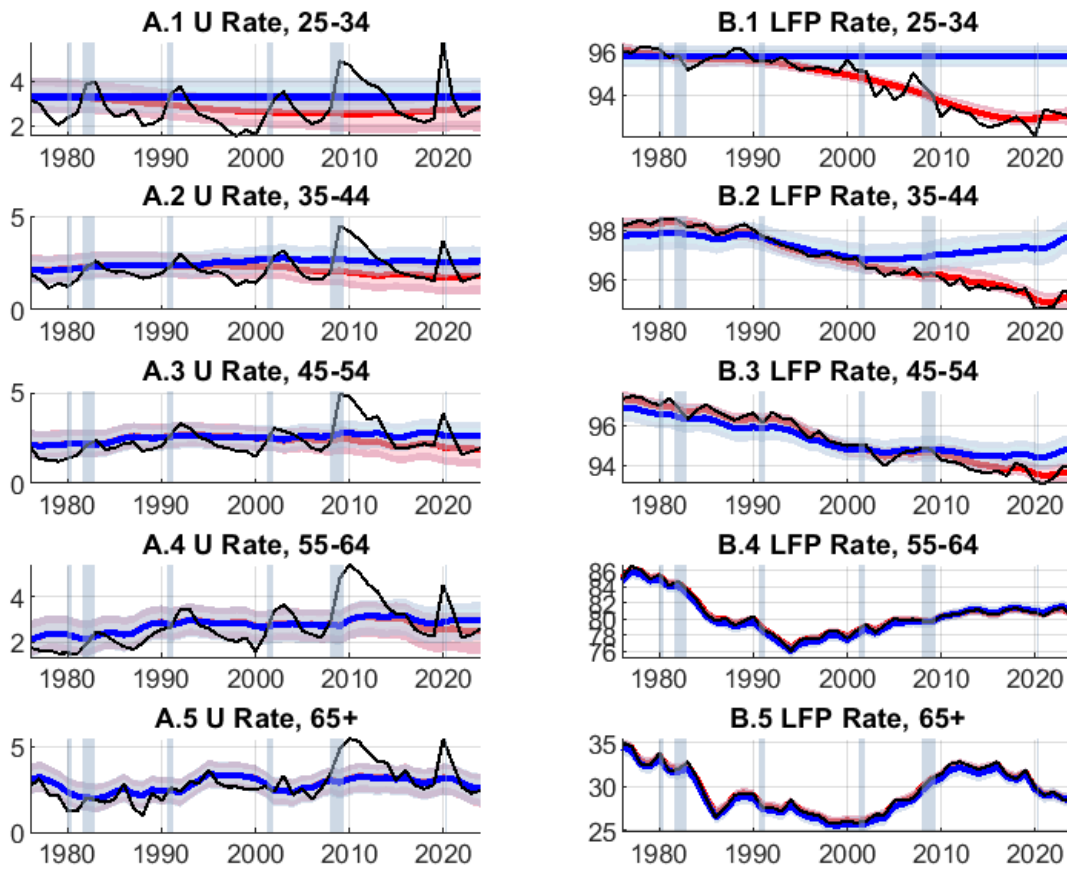 A.1 U Rate, 25-34
4
2
1980 1990 2000 2010 2020
B.1 LFP Rate, 25-34
96
94
1980 1990 2000 2010 2020
A.2 U Rate, 35-44
5
0
1980 1990 2000 2010 2020
B.2 LFP Rate, 35-44
98
96
1980 1990 2000 2010 2020
A.3 U Rate, 45-54
5
0
1980 1990 2000 2010 2020
B.3 LFP Rate, 45-54
96
94
1980 1990 2000 2010 2020
A.4 U Rate, 55-64
4
2
1980 1990 2000 2010 2020
B.4 LFP Rate, 55-64
86
84
82
80
78
76
1980 1990 2000 2010 2020
A.5 U Rate, 65+
5
0
1980 1990 2000 2010 2020
B.5 LFP Rate, 65+
35
30
25
1980 1990 2000 2010 2020